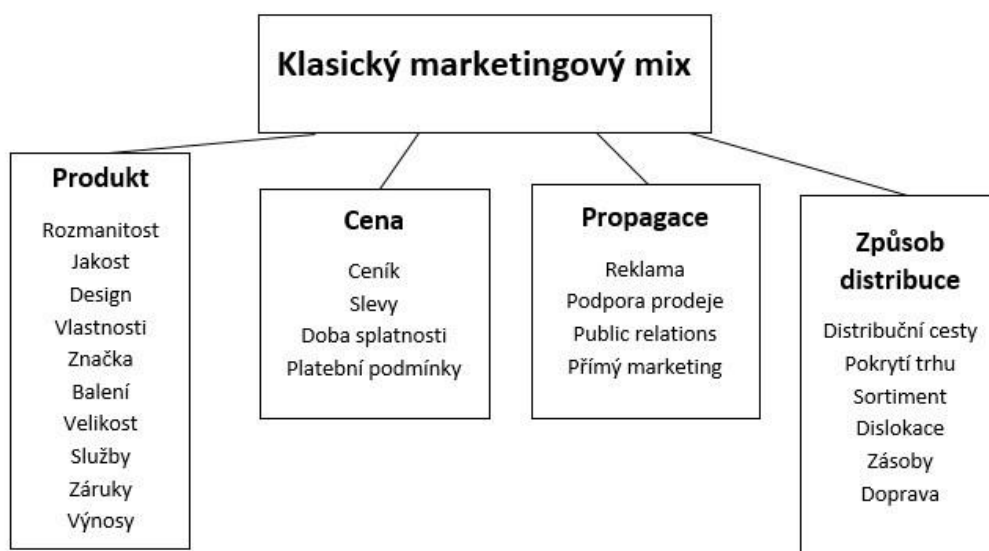 Klasický marketingový mix
Produkt
Rozmanitost
Jakost
Design
Vlastnosti
Značka
Balení
Velikost
Služby
Záruky
Výnosy
Cena
Ceník
Slevy
Doba splatnosti
Platební podmínky
Propagace
Reklama
Podpora prodeje
Public relations
Přímý marketing
Způsob
distribuce
Distribuční cesty
Pokrytí trhu
Sortiment
Dislokace
Zásoby
Doprava